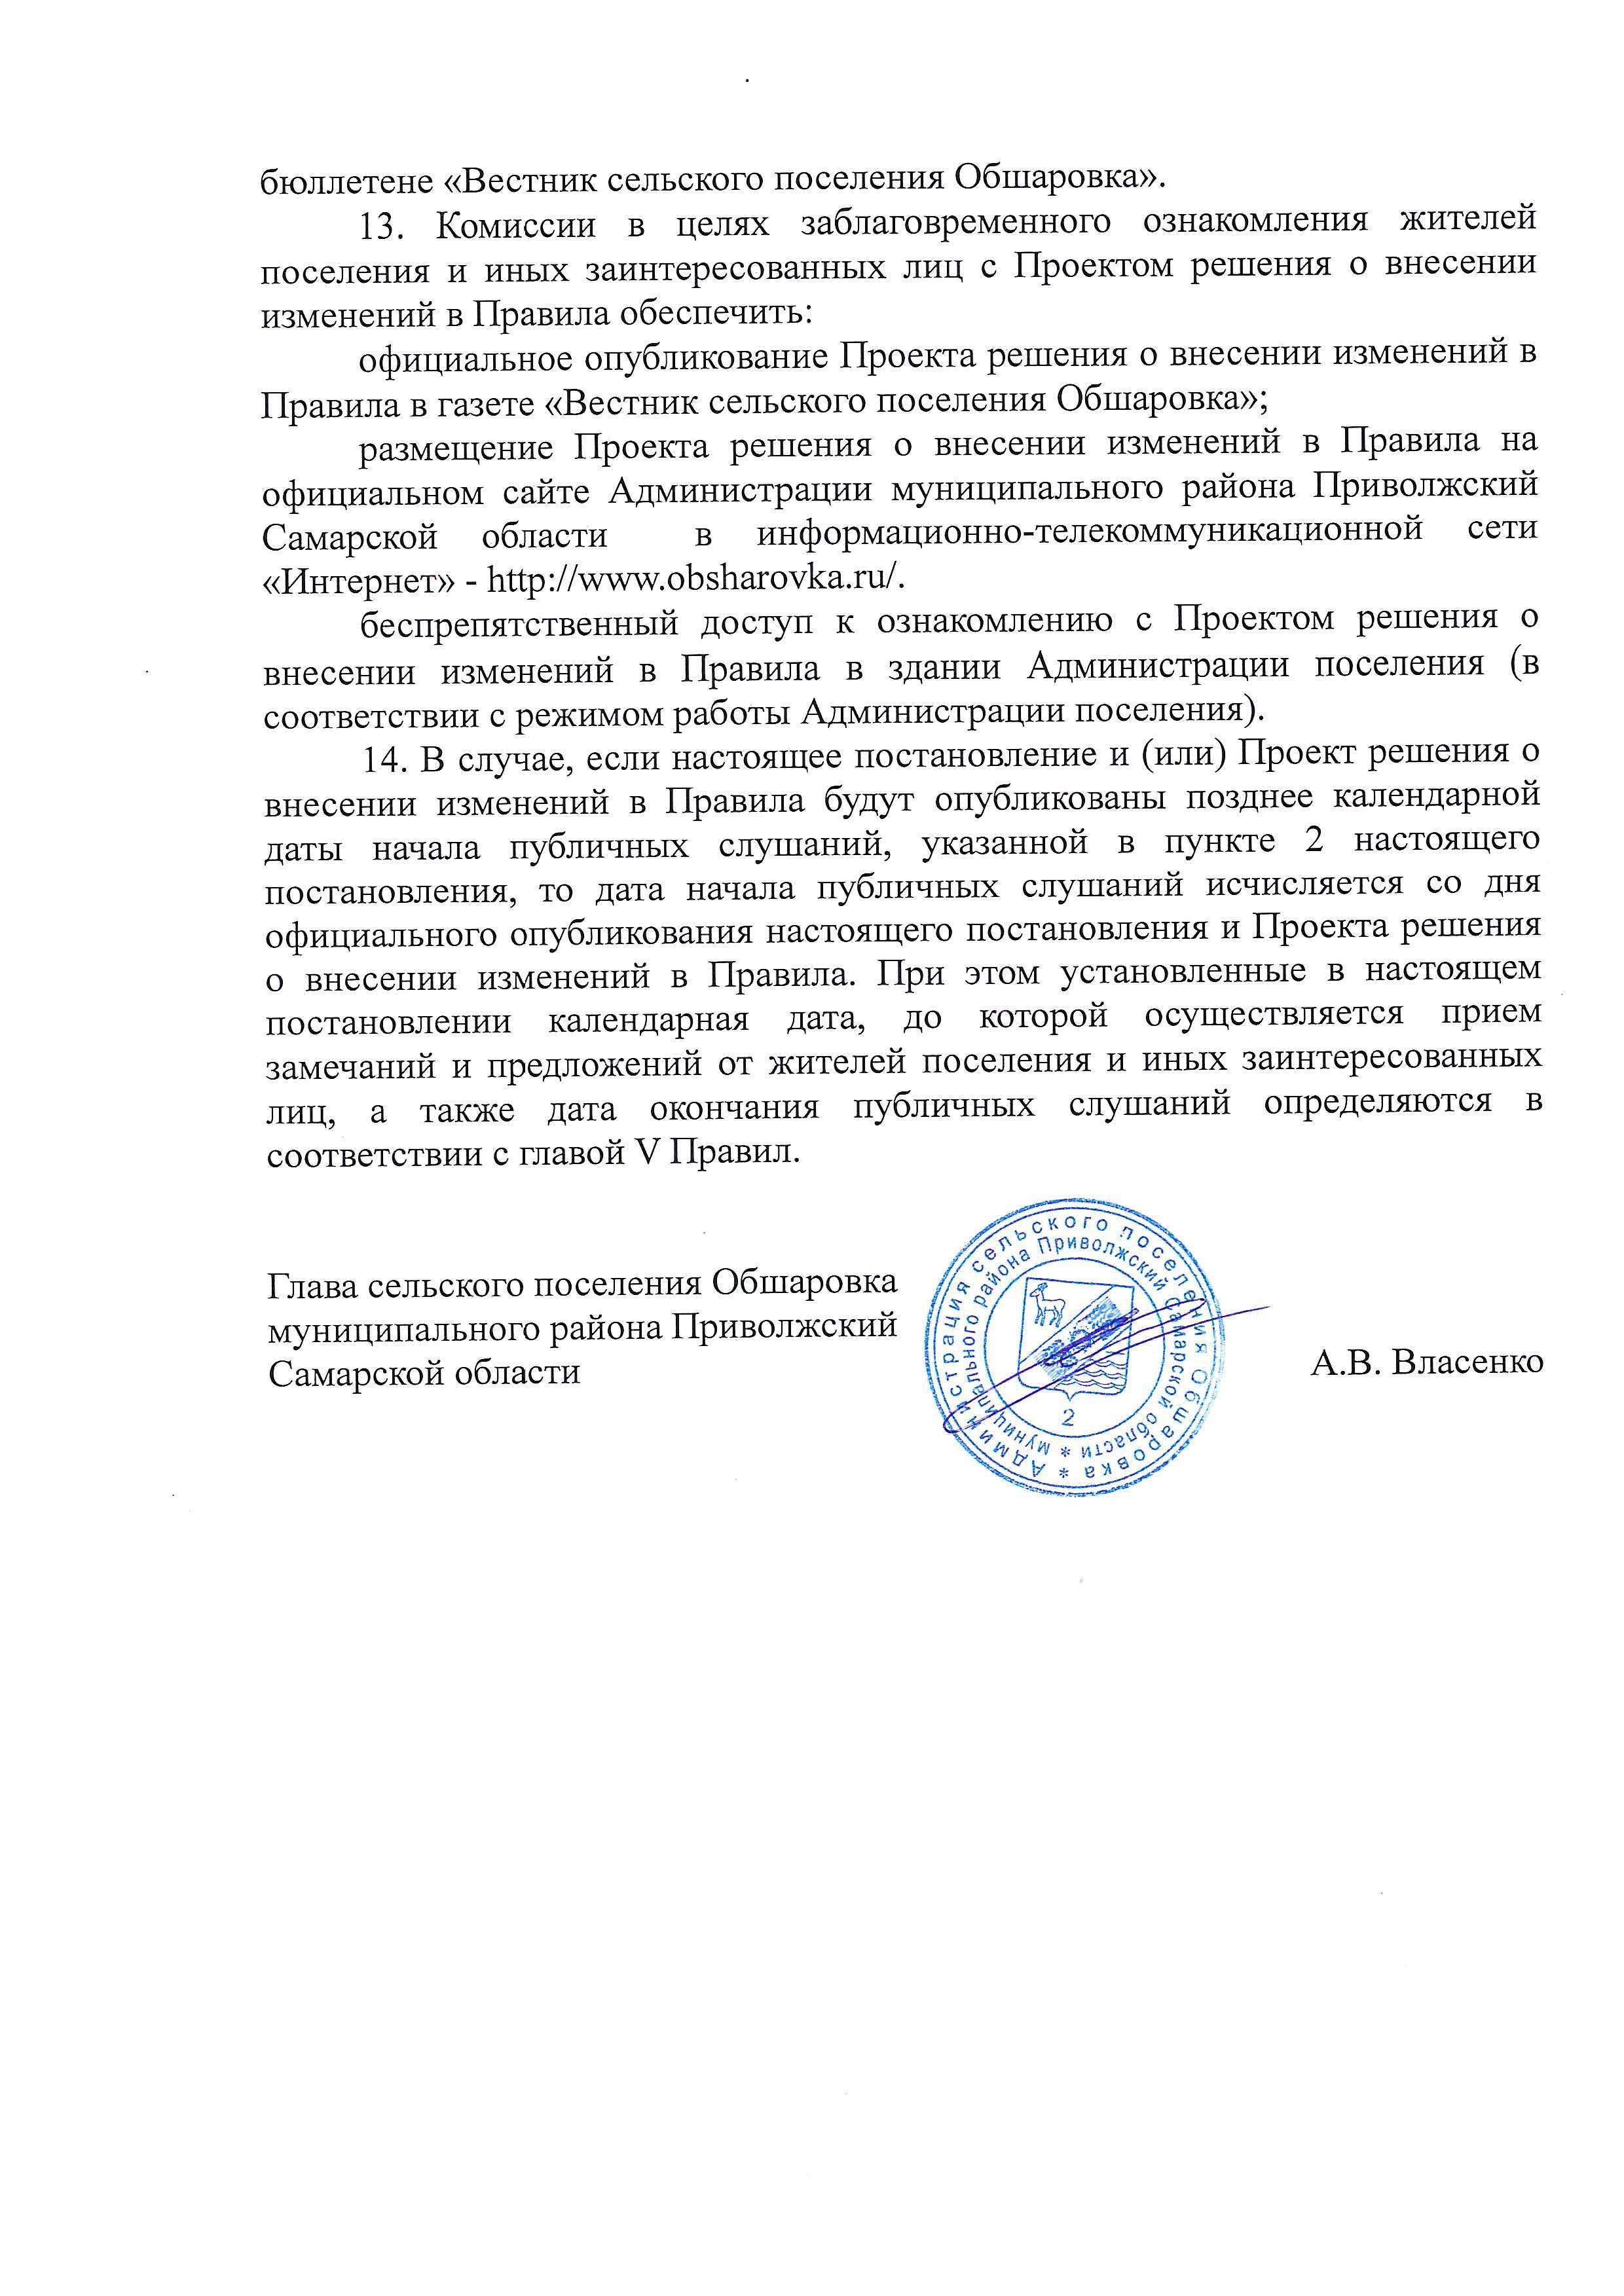 бюллетене «Вестник сельского поселения Обшаровка».
13. Комиссии в целях заблаговременного ознакомления жителей
поселения и иных заинтересованных лиц с Проектом решения о внесении
изменений в Правила обеспечить:
официальное опубликование Проекта решения о внесении изменений в
Правила в газете «Вестник сельского поселения Обшаровка»;
размещение Проекта решения о внесении изменений в Правила на
официальном сайте Администрации муниципального района Приволжский
Самарской области в информационно-телекоммуникационной сети
«Интернет» - http://www.obsharovka.ru/.
беспрепятственный доступ к ознакомлению с Проектом решения о
внесении изменений в Правила в здании Администрации поселения (в
соответствии с режимом работы Администрации поселения).
14. В случае, если настоящее постановление и (или) Проект решения о
внесении изменений в Правила будут опубликованы позднее календарной
даты начала публичных слушаний, указанной в пункте 2 настоящего
постановления, то дата начала публичных слушаний исчисляется со дня
официального опубликования настоящего постановления и Проекта решения
о внесении изменений в Правила. При этом установленные в настоящем
постановлении календарная дата, до которой осуществляется прием
замечаний и предложений от жителей поселения и иных заинтересованных
лиц, а также дата окончания публичных слушаний определяются в
соответствии с главой V Правил.
Глава сельского поселения Обшаровка
муниципального района Приволжский
Самарской области
А.В. Власенко
* Администрация сельского поселения Обшаровка
* муниципального района Приволжский Самарской области
2